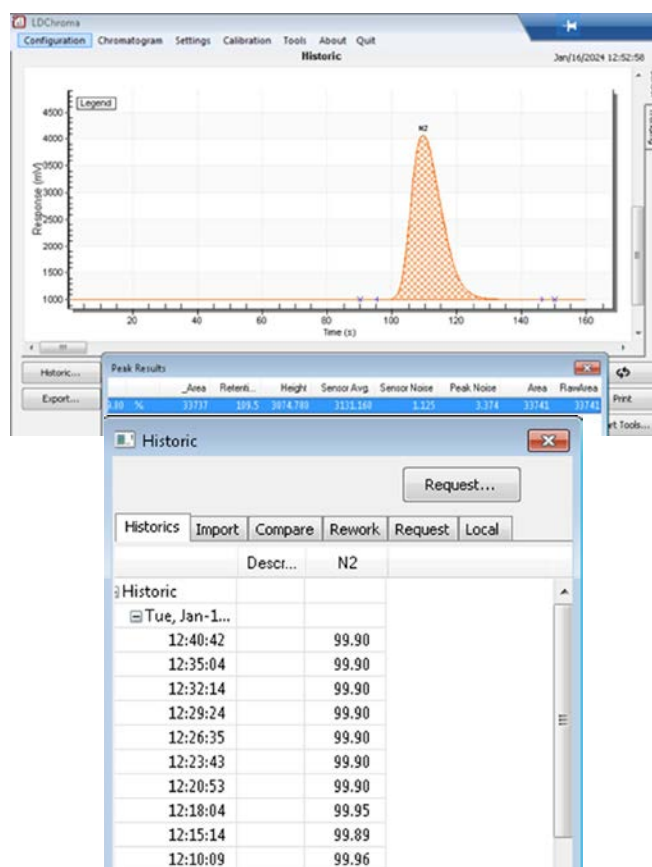 LDChroma
Configuration Chromatogram Settings Calibration Tools About Quit
Historic Jan/16/2024 12:52:58
Legend
N2
4500
4000
3500
3000
2500
2000
1500
1000
Response (mV)
20 40 60 80 100 120 140 160
Time (s)
Historic...
Export...
Print
rt Tools...
Peak Results
_Area Retenti... Height Sensor Avg. Sensor Noise Peak Noise Area RawArea
% 33737 109.5 3074.780 3131.160 1.125 3.374 33741 33741
Historic
Request...
Historics Import Compare Rework Request Local
Descr... N2
Historic
Tue, Jan-1...
12:40:42 99.90
12:35:04 99.90
12:32:14 99.90
12:29:24 99.90
12:26:35 99.90
12:23:43 99.90
12:20:53 99.90
12:18:04 99.95
12:15:14 99.89
12:10:09 99.96